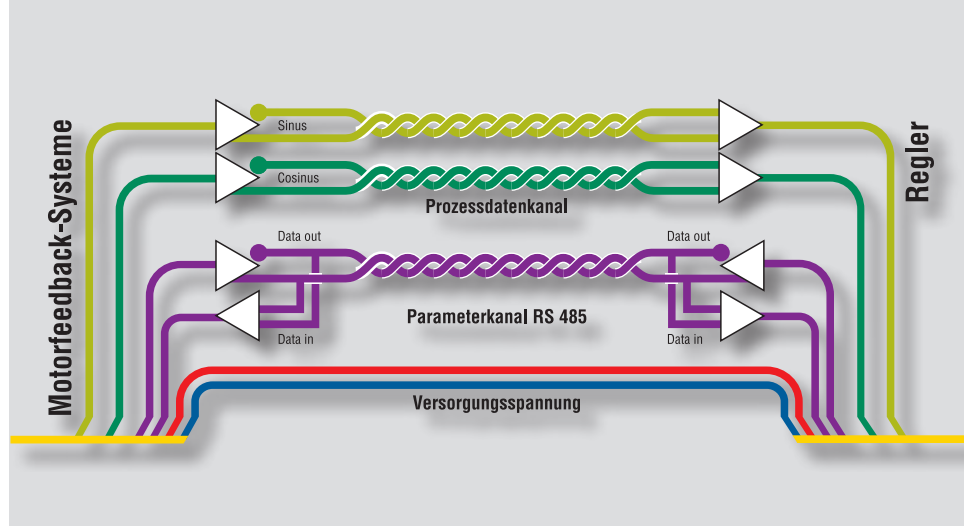 Motorfeedback-Systeme
Sinus
Cosinus
Prozessdatenkanal
Data out
Data out
Parameterkanal RS 485
Data in
Data in
Versorgungsspannung
Regler